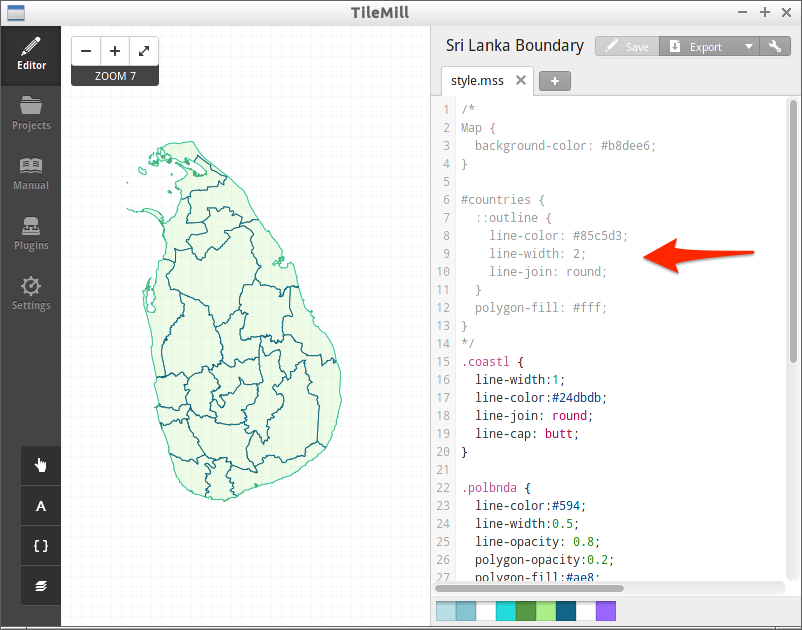 TileMill
Editor
Projects
Manual
Plugins
Settings
A
{ }
ZOOM 7
Sri Lanka Boundary
Save
Export
style.mss
1 /*
2 Map {
3   background-color: #b8dee6;
4 }
5
6 #countries {
7   ::outline {
8     line-color: #85c5d3;
9     line-width: 2;
10     line-join: round;
11   }
12   polygon-fill: #fff;
13 }
14 */
15 .coastl {
16   line-width:1;
17   line-color:#24dbdb;
18   line-join: round;
19   line-cap: butt;
20 }
21
22 .polbnda {
23   line-color:#594;
24   line-width:0.5;
25   line-opacity: 0.8;
26   polygon-opacity:0.2;
27   polygon-fill:#ae8;